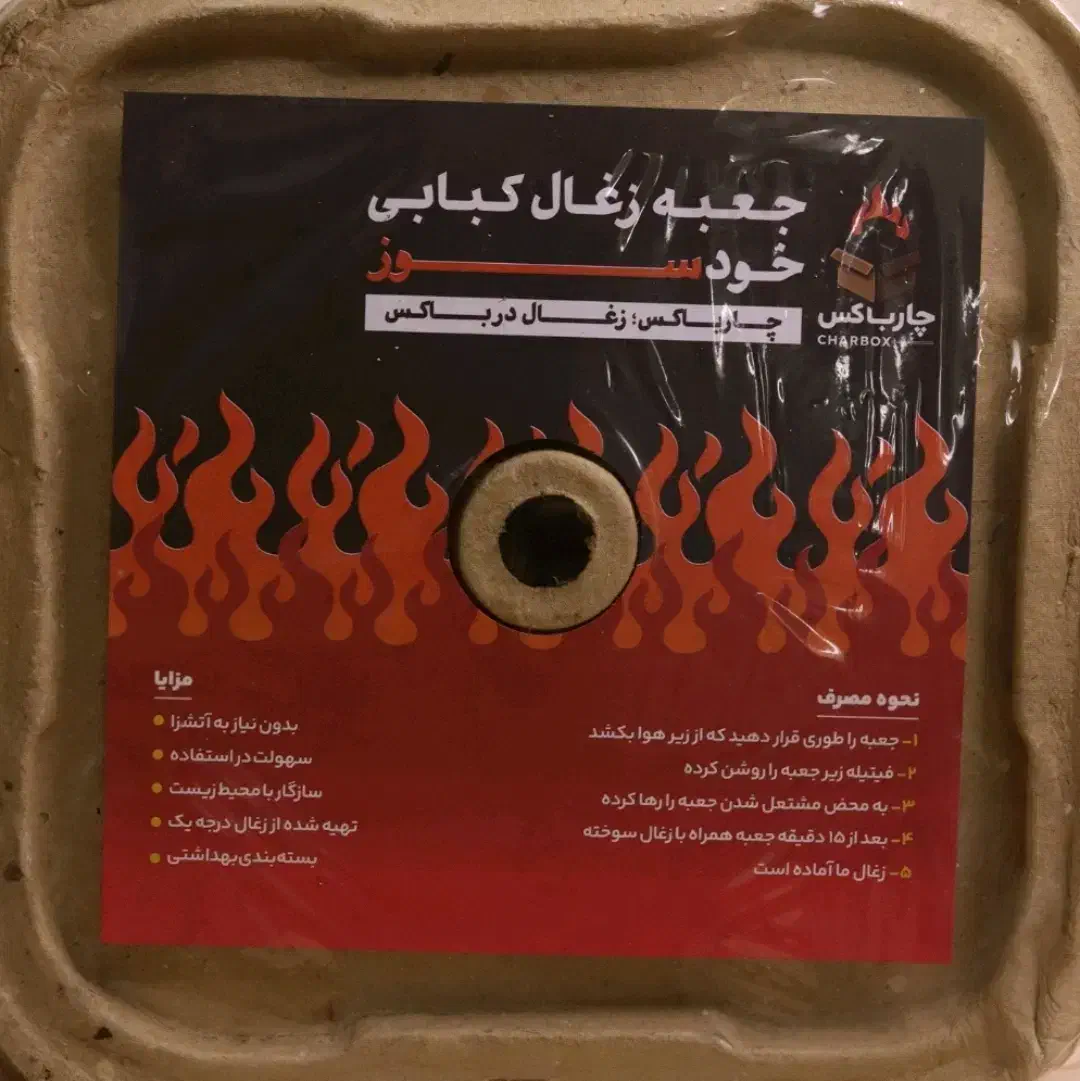 جعبه زغال کبابی
خودسوز
چارباکس؛ زغال در باکس
چارباکس
CHARBOX
نحوه مصرف
۱- جعبه را طوری قرار دهید که از زیر هوا بکشد
۲- فیتیله زیر جعبه را روشن کرده
۳- به محض مشتعل شدن جعبه را رها کرده
۴- بعد از ۱۵ دقیقه جعبه همراه با زغال سوخته
۵- زغال ما آماده است
مزایا
بدون نیاز به آتشزا
سهولت در استفاده
سازگار با محیط زیست
تهیه شده از زغال درجه یک
بسته‌بندی بهداشتی